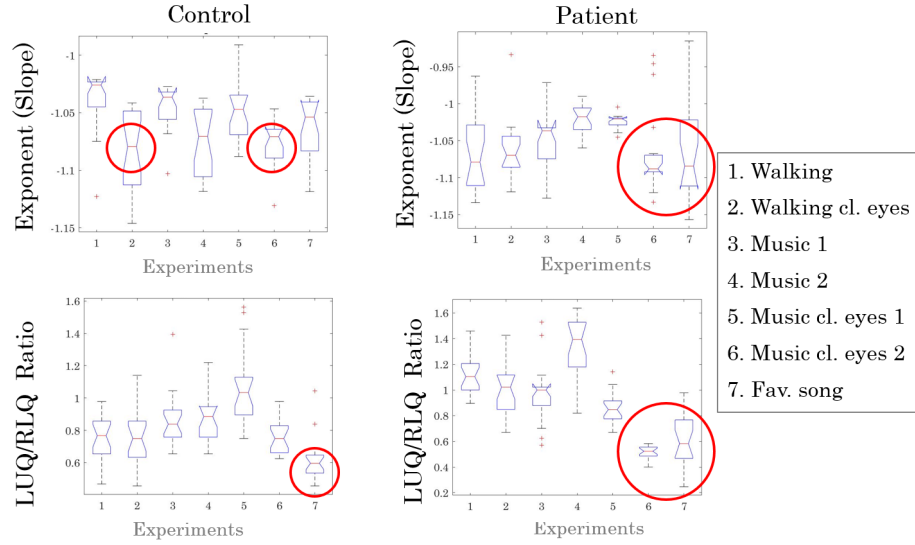 Control
Patient
Exponent (Slope)
-1
-1.05
-1.1
-1.15
1 2 3 4 5 6 7
Experiments
Exponent (Slope)
-0.95
-1
-1.05
-1.1
-1.15
1 2 3 4 5 6 7
Experiments
1. Walking
2. Walking cl. eyes
3. Music 1
4. Music 2
5. Music cl. eyes 1
6. Music cl. eyes 2
7. Fav. song
LUQ/RLQ Ratio
1.6
1.4
1.2
1
0.8
0.6
1 2 3 4 5 6 7
Experiments
LUQ/RLQ Ratio
1.6
1.4
1.2
1.0
0.8
0.6
0.4
0.2
1 2 3 4 5 6 7
Experiments